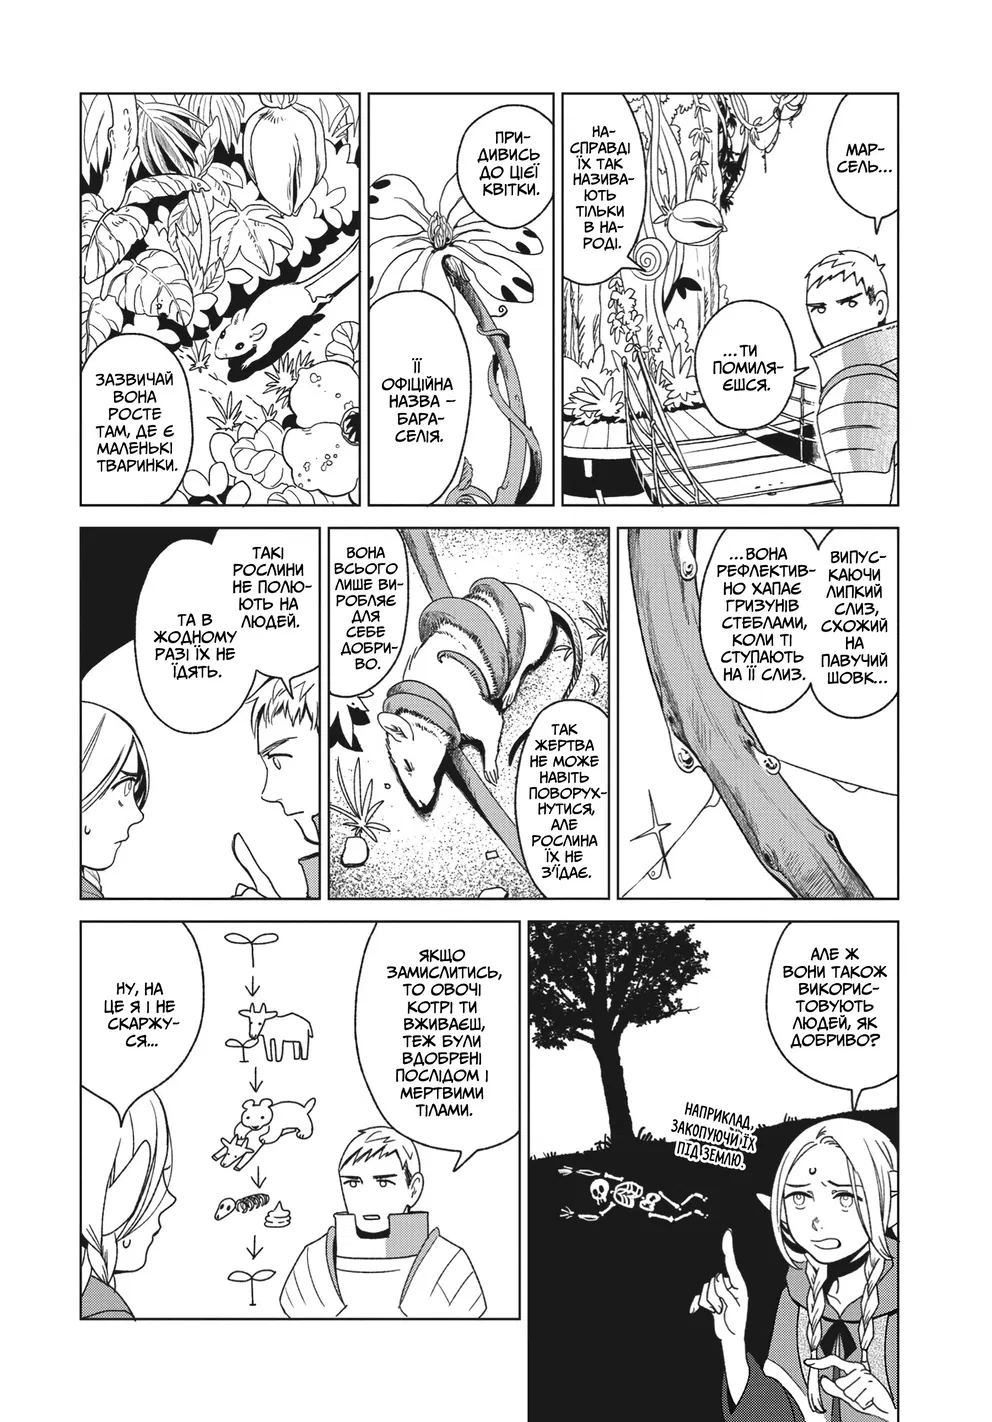 МАР-
СЕЛЬ...
...ТИ
ПОМИЛЯ-
ЄШСЯ.
НА-
СПРАВДІ
ЇХ ТАК
НАЗИВА-
ЮТЬ
ТІЛЬКИ
В НА-
РОДІ.
ПРИ-
ДИВИСЬ
ДО ЦІЄЇ
КВІТКИ.
ЇЇ
ОФІЦІЙНА
НАЗВА –
БАРА-
СЕЛІЯ.
ЗАЗВИЧАЙ
ВОНА
РОСТЕ
ТАМ, ДЕ Є
МАЛЕНЬКІ
ТВАРИНКИ.
ВИПУС-
КАЮЧИ
ЛИПКИЙ
СЛИЗ,
СХОЖИЙ
НА
ПАВУЧИЙ
ШОВК...
...ВОНА
РЕФЛЕКТИВ-
НО ХАПАЄ
ГРИЗУНІВ
СТЕБЛАМИ,
КОЛИ ТІ
СТУПАЮТЬ
НА ЇЇ СЛИЗ.
ТАК
ЖЕРТВА
НЕ МОЖЕ
НАВІТЬ
ПОВОРУХ-
НУТИСЯ,
АЛЕ
РОСЛИНА
ЇХ НЕ
З'ЇДАЄ.
ВОНА
ВСЬОГО
ЛИШЕ ВИ-
РОБЛЯЄ
ДЛЯ
СЕБЕ
ДОБРИ-
ВО.
ТАКІ
РОСЛИНИ
НЕ ПОЛЮ-
ЮТЬ НА
ЛЮДЕЙ.
ТА В
ЖОДНОМУ
РАЗІ ЇХ НЕ
ЇДЯТЬ.
АЛЕ Ж
ВОНИ ТАКОЖ
ВИКОРИС-
ТОВУЮТЬ
ЛЮДЕЙ, ЯК
ДОБРИВО?
НАПРИКЛАД,
ЗАКОПУЮЧИ ЇХ
ПІД ЗЕМЛЮ.
ЯКЩО
ЗАМИСЛИТИСЬ,
ТО ОВОЧІ
КОТРІ ТИ
ВЖИВАЄШ,
ТЕЖ БУЛИ
ВДОБРЕНІ
ПОСЛІДОМ І
МЕРТВИМИ
ТІЛАМИ.
НУ, НА
ЦЕ Я І НЕ
СКАРЖУ-
СЯ...